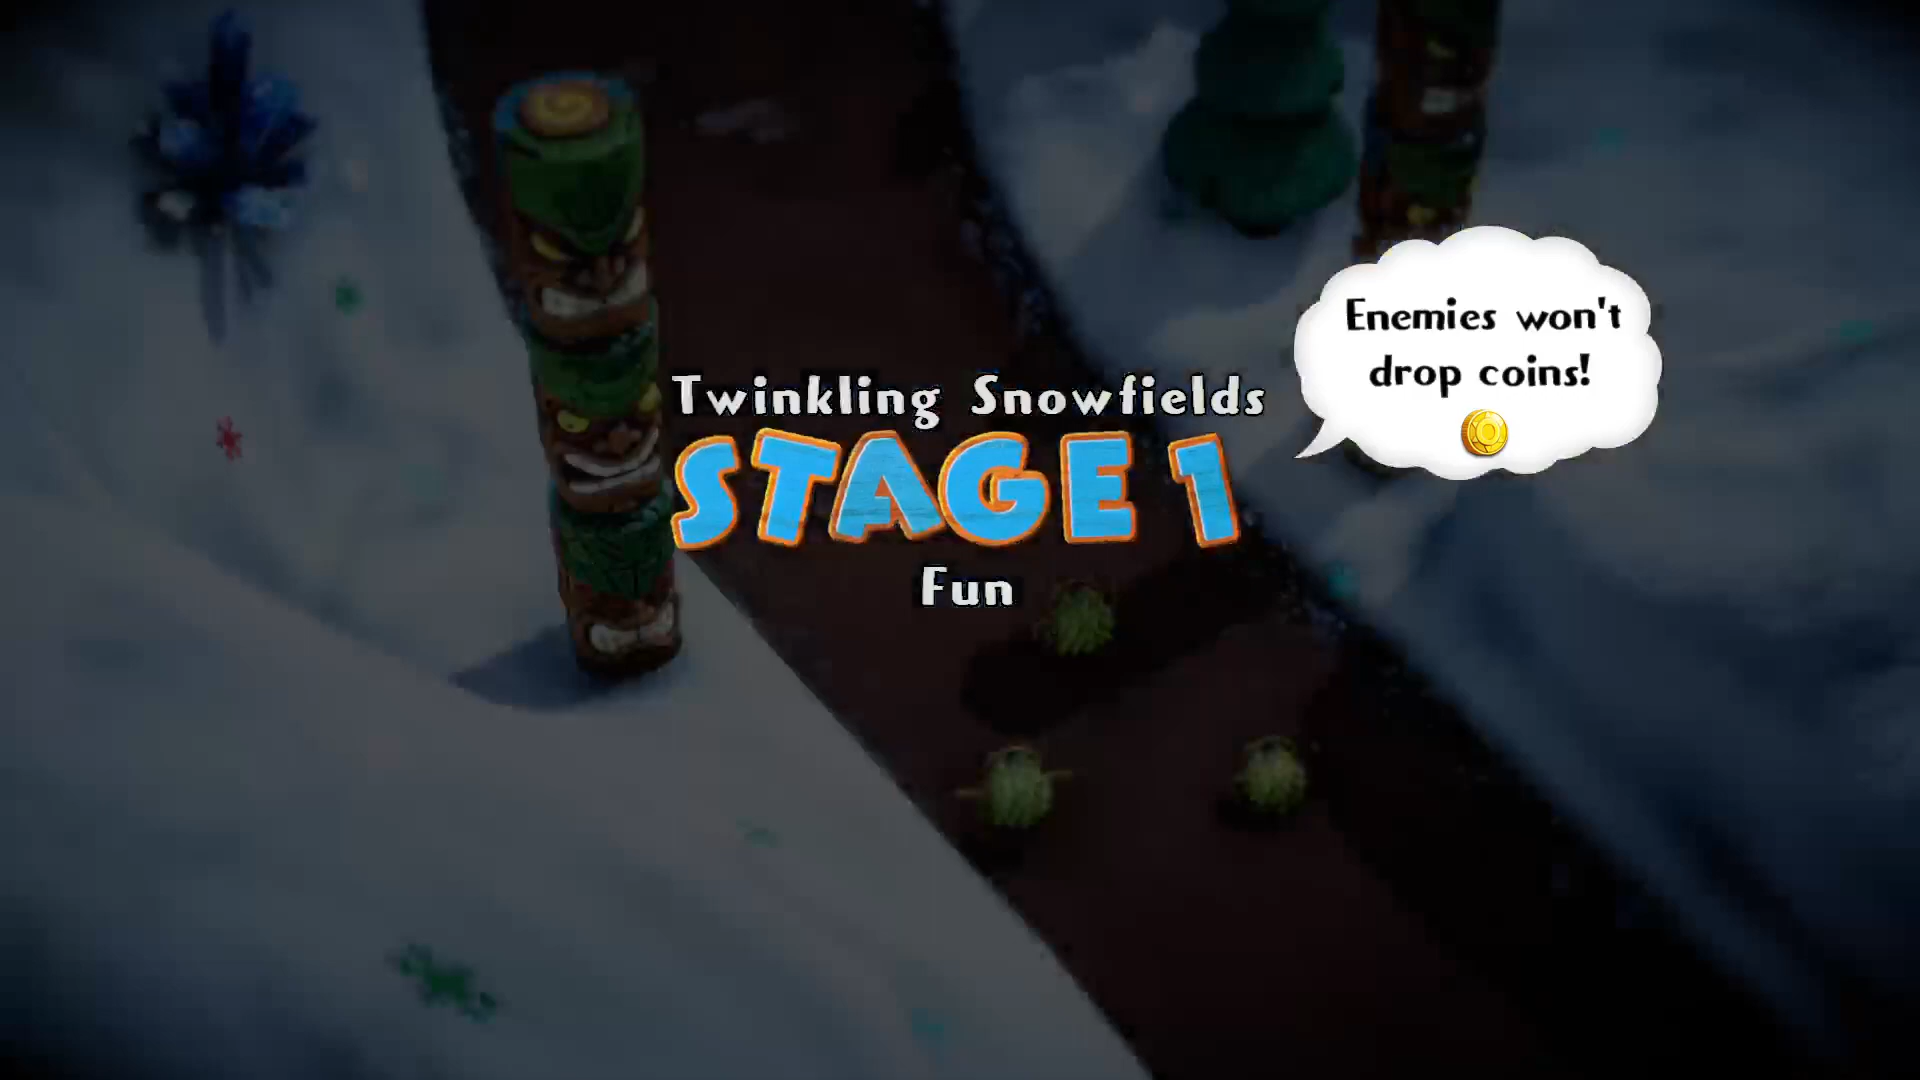 Twinkling Snowfields
STAGE 1
Fun
Enemies won't
drop coins!